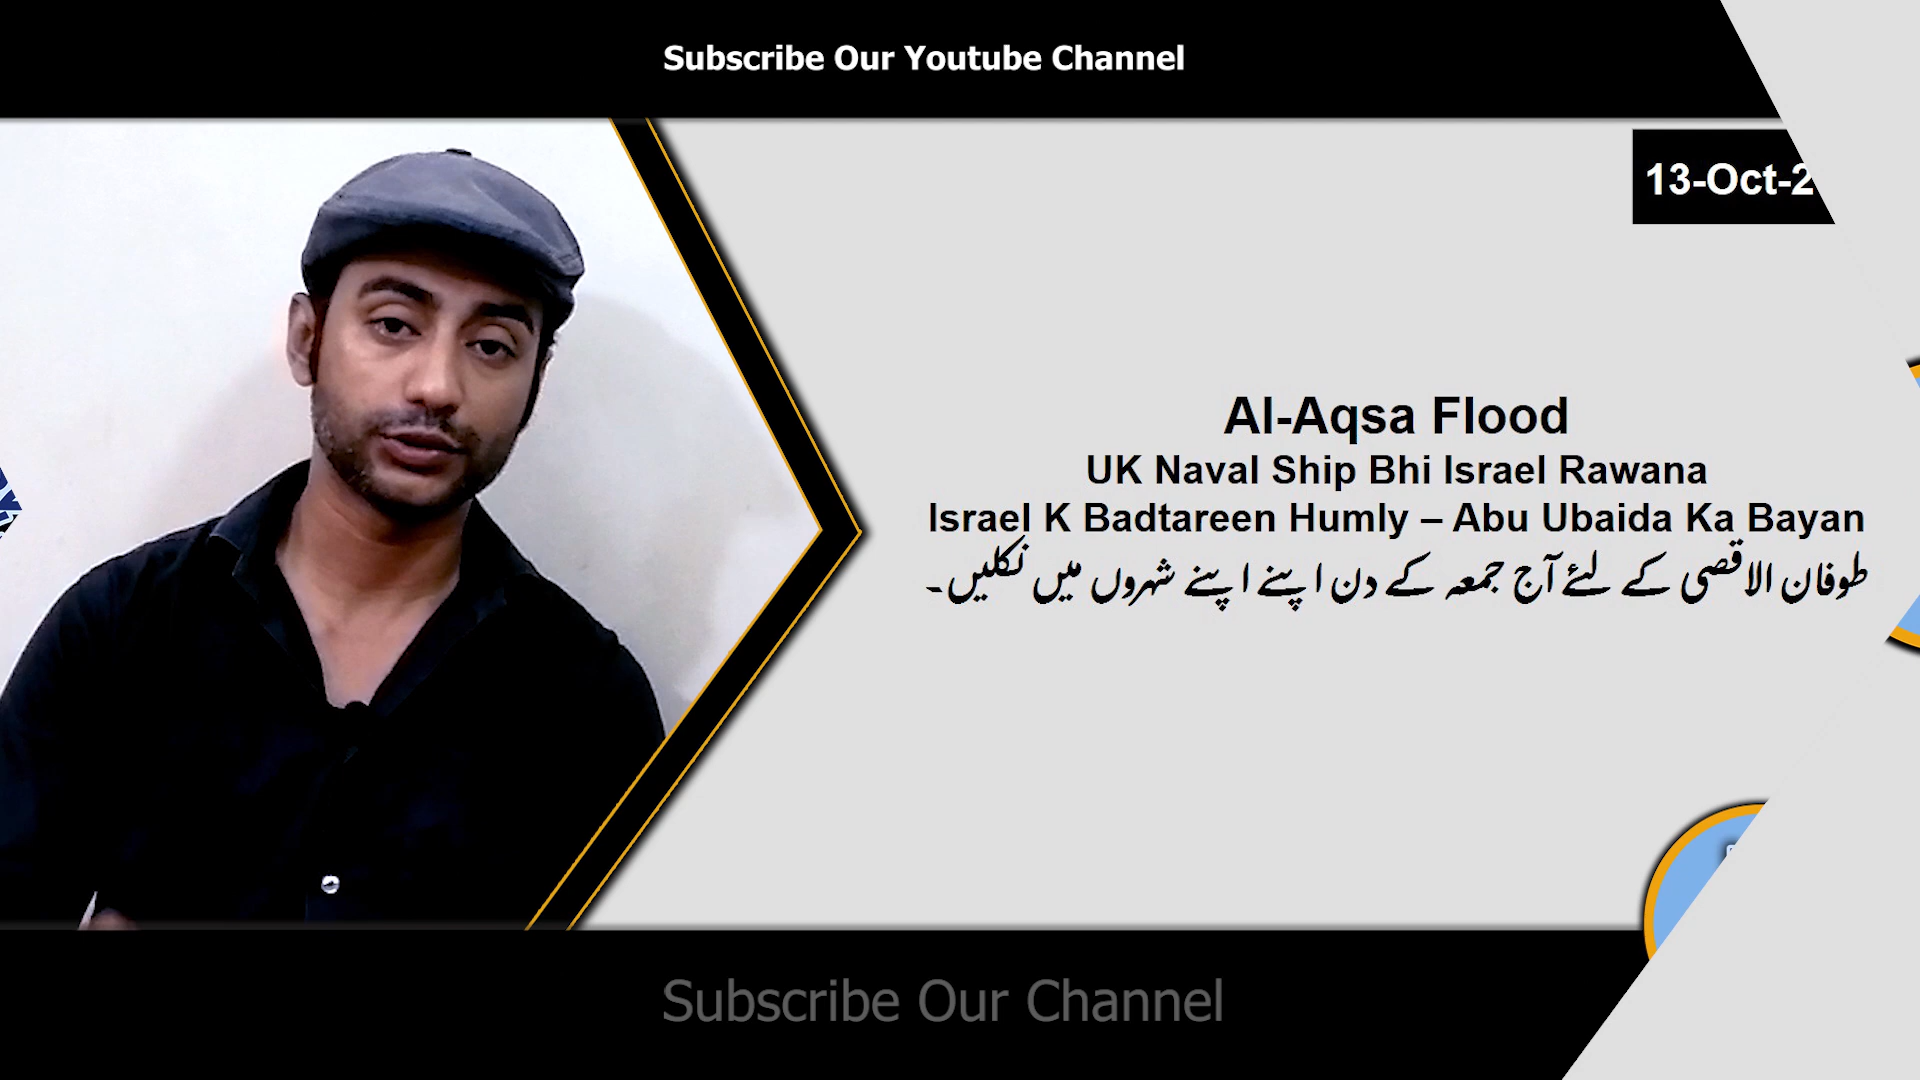 Subscribe Our Youtube Channel
13-Oct-2
Al-Aqsa Flood
UK Naval Ship Bhi Israel Rawana
Israel K Badtareen Humly – Abu Ubaida Ka Bayan
طوفان الاقصی کے لئے آج جمعہ کے دن اپنے اپنے شہروں میں نکلیں۔
Subscribe Our Channel